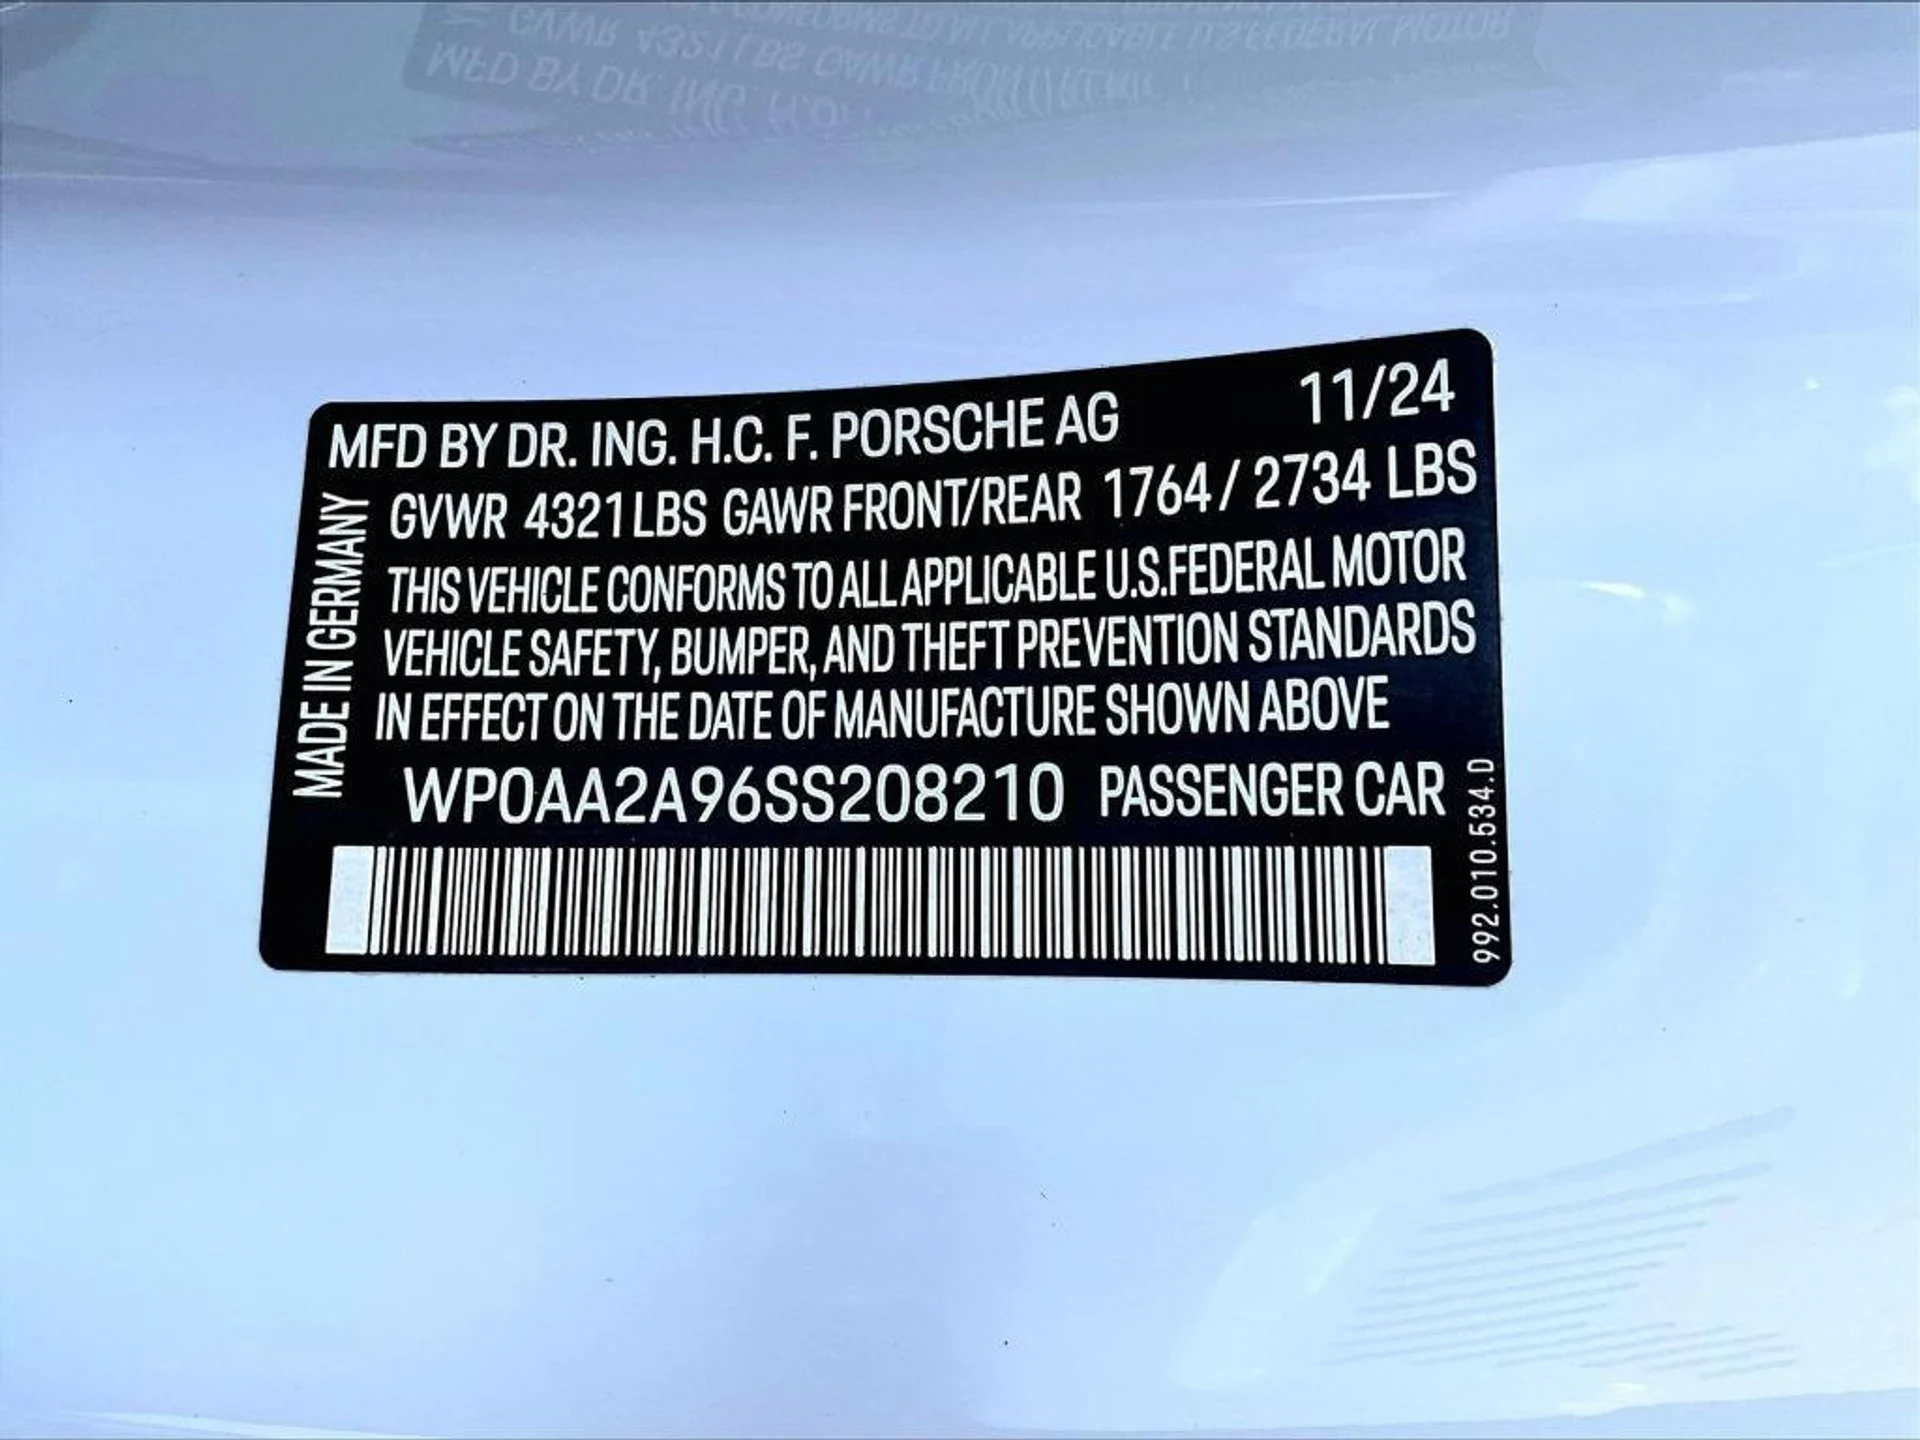 MFD BY DR. ING. H.C. F. PORSCHE AG 11/24
GVWR 4321 LBS GAWR FRONT/REAR 1764 / 2734 LBS
THIS VEHICLE CONFORMS TO ALL APPLICABLE U.S.FEDERAL MOTOR
VEHICLE SAFETY, BUMPER, AND THEFT PREVENTION STANDARDS
IN EFFECT ON THE DATE OF MANUFACTURE SHOWN ABOVE
WP0AA2A96SS208210 PASSENGER CAR
MADE IN GERMANY
992.010.534.D